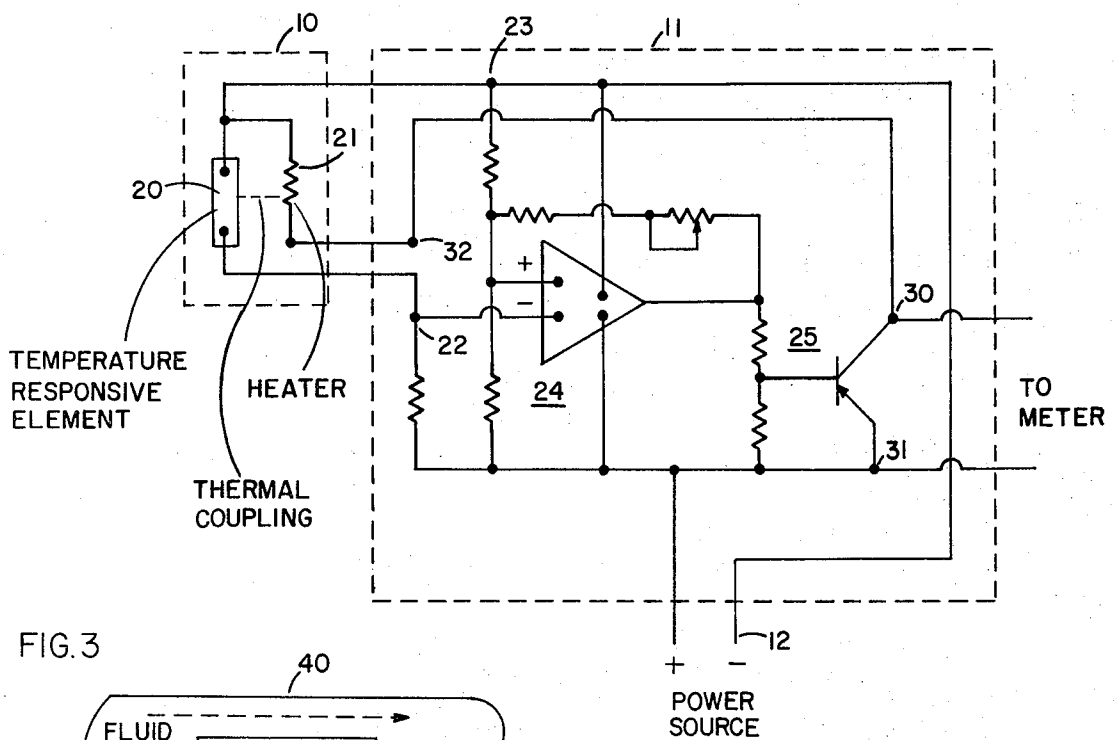 10
23
11
21
20
32
+
−
30
22
25
24
TEMPERATURE
RESPONSIVE
ELEMENT
HEATER
TO
METER
31
THERMAL
COUPLING
12
+ −
POWER
SOURCE
FIG.3
40
FLUID